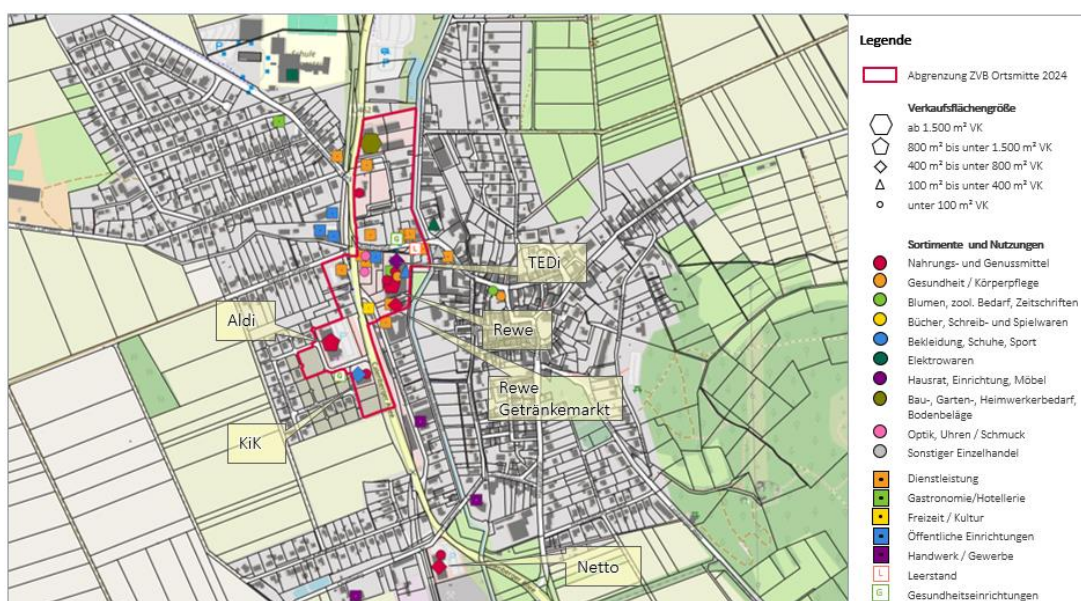 Schule
P
TEDi
Aldi
Rewe
Rewe
Getränkemarkt
KiK
Netto
Legende
Abgrenzung ZVB Ortsmitte 2024
Verkaufsflächengröße
ab 1.500 m² VK
800 m² bis unter 1.500 m² VK
400 m² bis unter 800 m² VK
100 m² bis unter 400 m² VK
unter 100 m² VK
Sortimente und Nutzungen
Nahrungs- und Genussmittel
Gesundheit / Körperpflege
Blumen, zool. Bedarf, Zeitschriften
Bücher, Schreib- und Spielwaren
Bekleidung, Schuhe, Sport
Elektrowaren
Hausrat, Einrichtung, Möbel
Bau-, Garten-, Heimwerkerbedarf,
Bodenbeläge
Optik, Uhren / Schmuck
Sonstiger Einzelhandel
Dienstleistung
Gastronomie/Hotellerie
Freizeit / Kultur
Öffentliche Einrichtungen
Handwerk / Gewerbe
L Leerstand
G Gesundheitseinrichtungen